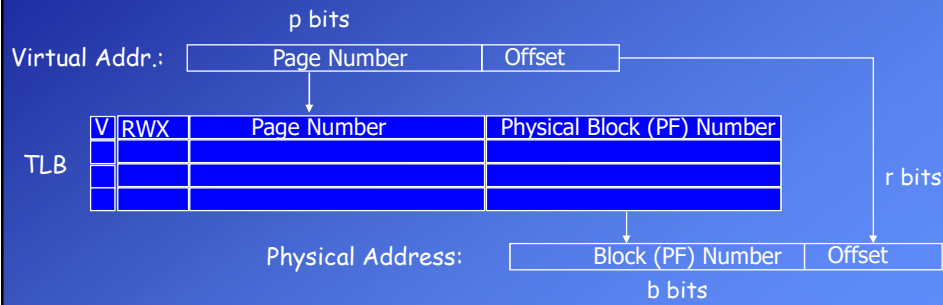 p bits
Virtual Addr.: Page Number Offset
V RWX Page Number Physical Block (PF) Number
TLB
r bits
Physical Address: Block (PF) Number Offset
b bits